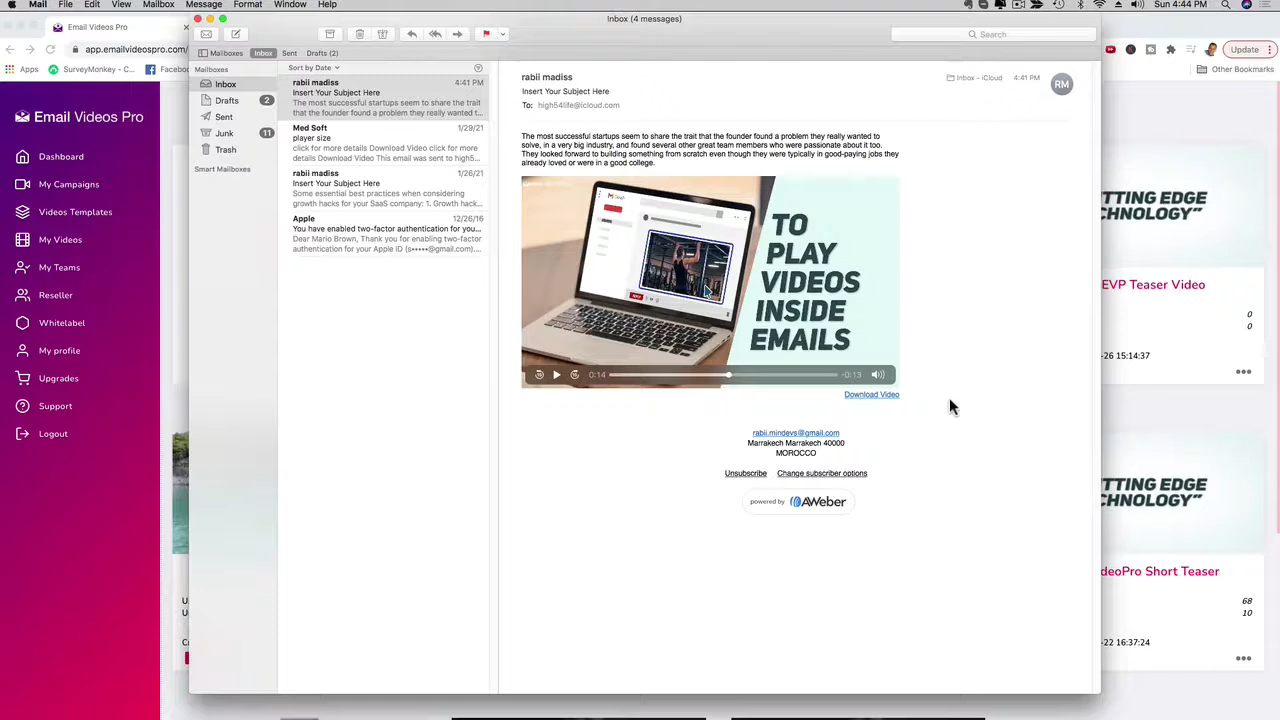 Mail File Edit View Mailbox Message Format Window Help
Sun 4:44 PM
Email Videos Pro
app.emailvideospro.com/
Update
Apps SurveyMonkey - C... Facebo
Other Bookmarks
Inbox (4 messages)
Search
Mailboxes Inbox Sent Drafts (2)
Email Videos Pro
Dashboard
My Campaigns
Videos Templates
My Videos
My Teams
Reseller
Whitelabel
My profile
Upgrades
Support
Logout
Mailboxes
Inbox
Drafts 2
Sent
Junk 11
Trash
Smart Mailboxes
Sort by Date
rabii madiss 4:41 PM
Insert Your Subject Here
The most successful startups seem to share the trait
that the founder found a problem they really wanted t...
Med Soft 1/29/21
player size
click for more details Download Video click for more
details Download Video This email was sent to high5...
rabii madiss 1/26/21
Insert Your Subject Here
Some essential best practices when considering
growth hacks for your SaaS company: 1. Growth hack...
Apple 12/26/16
You have enabled two-factor authentication for you...
Dear Mario Brown, Thank you for enabling two-factor
authentication for your Apple ID (s•••••@gmail.com)....
rabii madiss
Inbox - iCloud 4:41 PM
RM
Insert Your Subject Here
To: high54life@icloud.com
The most successful startups seem to share the trait that the founder found a problem they really wanted to
solve, in a very big industry, and found several other great team members who were passionate about it too.
They looked forward to building something from scratch even though they were typically in good-paying jobs they
already loved or were in a good college.
TO
PLAY
VIDEOS
INSIDE
EMAILS
0:14 -0:13
Download Video
rabii.mindevs@gmail.com
Marrakech Marrakech 40000
MOROCCO
Unsubscribe Change subscriber options
powered by AWeber
TTING EDGE
CHNOLOGY"
EVP Teaser Video
0
0
-26 15:14:37
TTING EDGE
CHNOLOGY"
deoPro Short Teaser
68
10
-22 16:37:24